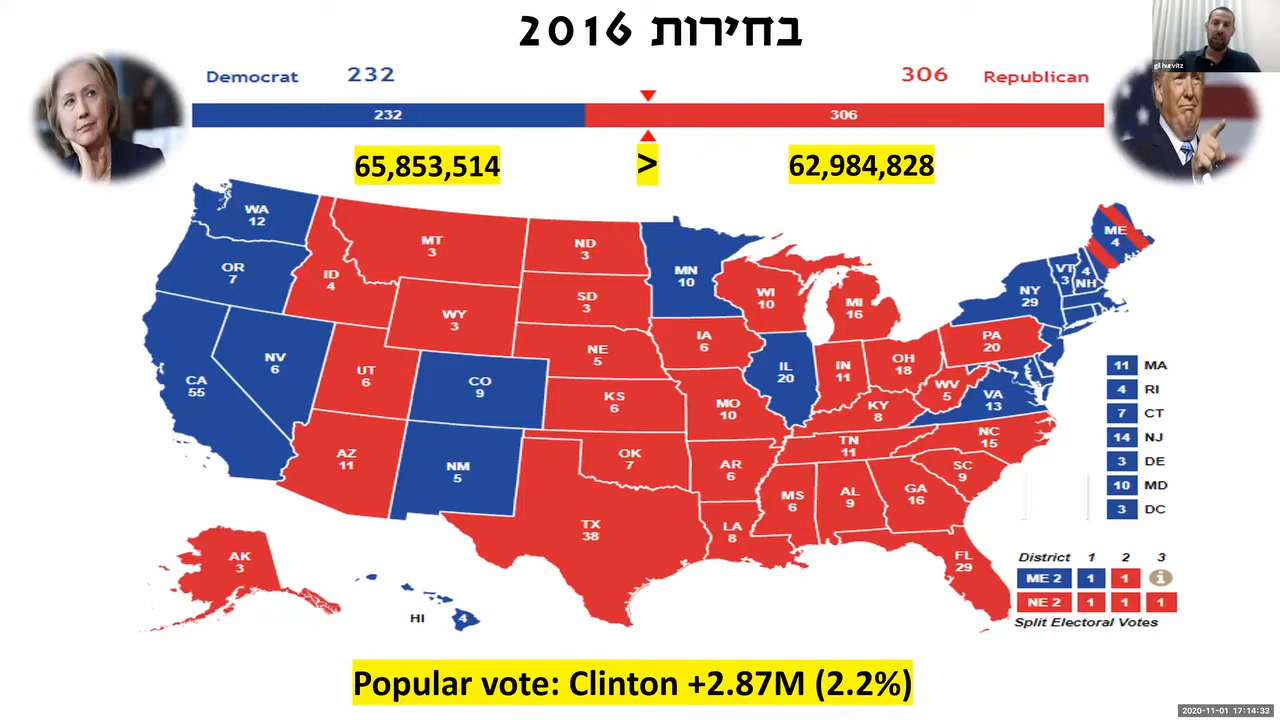 בחירות 2016
gil hurvitz
Democrat 232
306 Republican
232
306
65,853,514 > 62,984,828
WA
12
OR
7
CA
55
NV
6
ID
4
MT
3
WY
3
UT
6
AZ
11
CO
9
NM
5
ND
3
SD
3
NE
5
KS
6
OK
7
TX
38
MN
10
IA
6
MO
10
AR
6
LA
8
WI
10
IL
20
MI
16
IN
11
OH
18
KY
8
TN
11
MS
6
AL
9
GA
16
FL
29
SC
9
NC
15
VA
13
WV
5
PA
20
NY
29
VT
3
4
NH
ME
4
AK
3
HI
4
11 MA
4 RI
7 CT
14 NJ
3 DE
10 MD
3 DC
District 1 2 3
ME 2 1 1 i
NE 2 1 1 1
Split Electoral Votes
Popular vote: Clinton +2.87M (2.2%)
2020-11-01 17:14:33